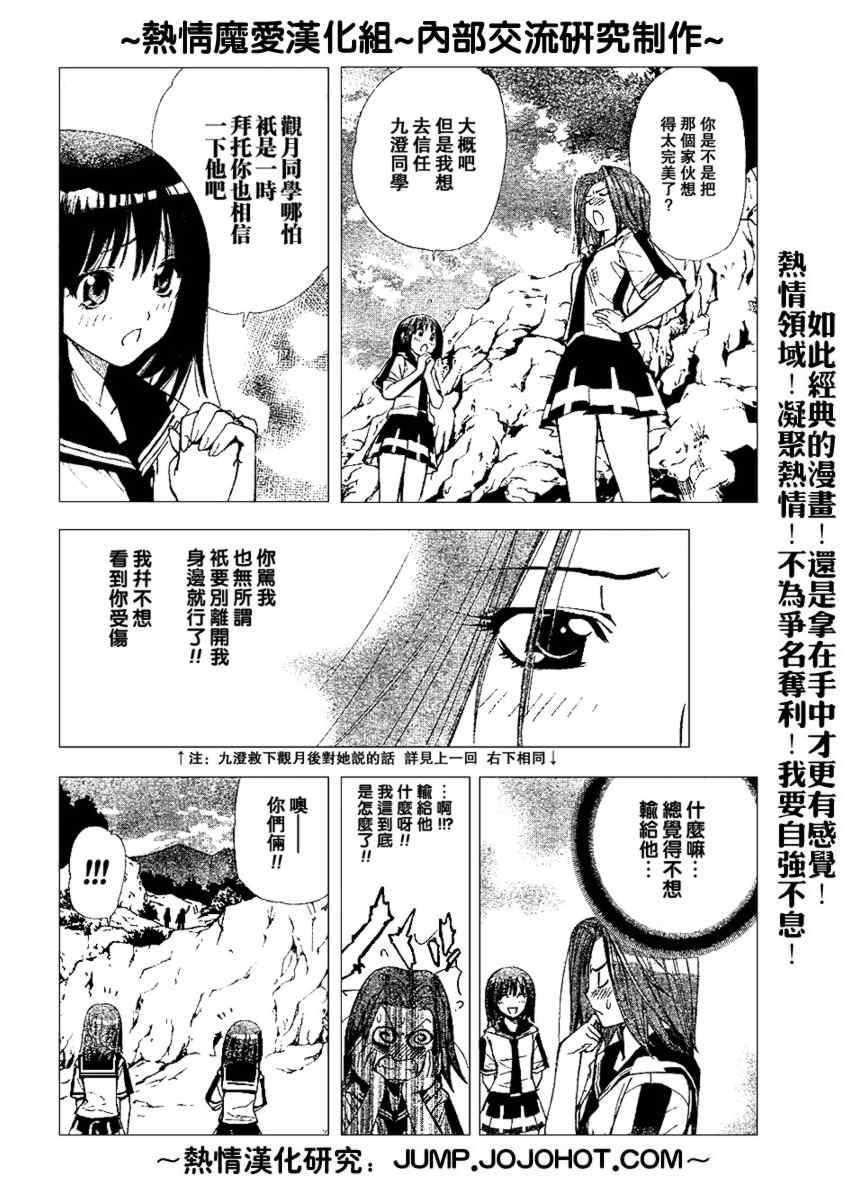 ~熱情魔愛漢化組~內部交流研究制作~
你是不是把
那個家伙想
得太完美了?
大概吧
但是我想
去信任
九澄同學
觀月同學哪怕
衹是一時
拜托你也相信
一下他吧
你罵我
也無所謂
衹要別離開我
身邊就行了!!
我幷不想
看到你受傷
↑注：九澄救下觀月後對她說的話 詳見上一回 右下相同↓
什麼嘛…
總覺得不想
輸給他…
…啊!?
輸給他
什麼呀!!
我這到底
是怎麼了!!
噢──
你們倆!!
!!!
如此經典的漫畫！還是拿在手中才更有感覺！
熱情領域！凝聚熱情！不為爭名奪利！我要自強不息！
～熱情漢化研究：JUMP.JOJOHOT.COM～